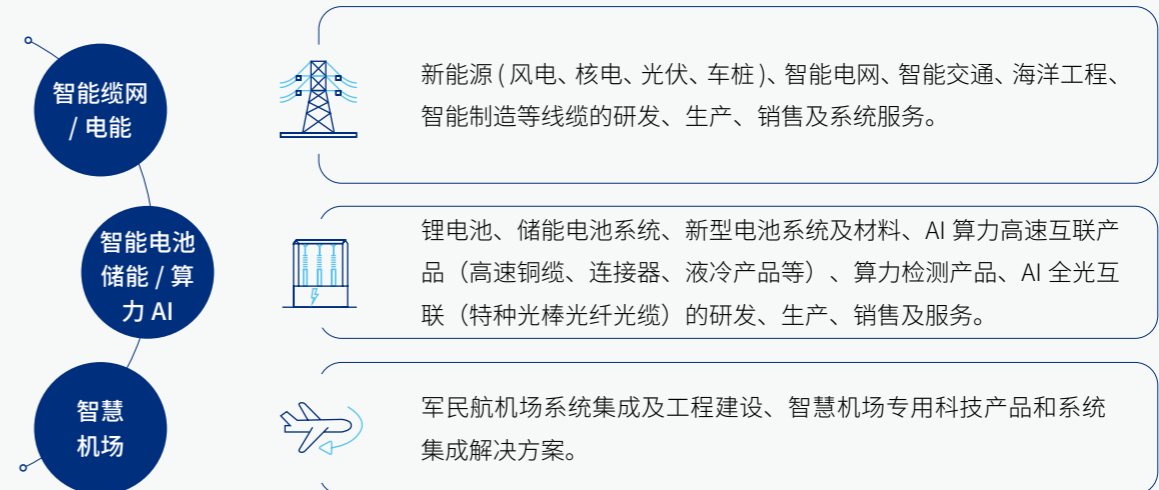 智能缆网
/ 电能
新能源 ( 风电、核电、光伏、车桩 )、智能电网、智能交通、海洋工程、
智能制造等线缆的研发、生产、销售及系统服务。
智能电池
储能 / 算
力 AI
锂电池、储能电池系统、新型电池系统及材料、AI 算力高速互联产
品（高速铜缆、连接器、液冷产品等）、算力检测产品、AI 全光互
联（特种光棒光纤光缆）的研发、生产、销售及服务。
智慧
机场
军民航机场系统集成及工程建设、智慧机场专用科技产品和系统
集成解决方案。